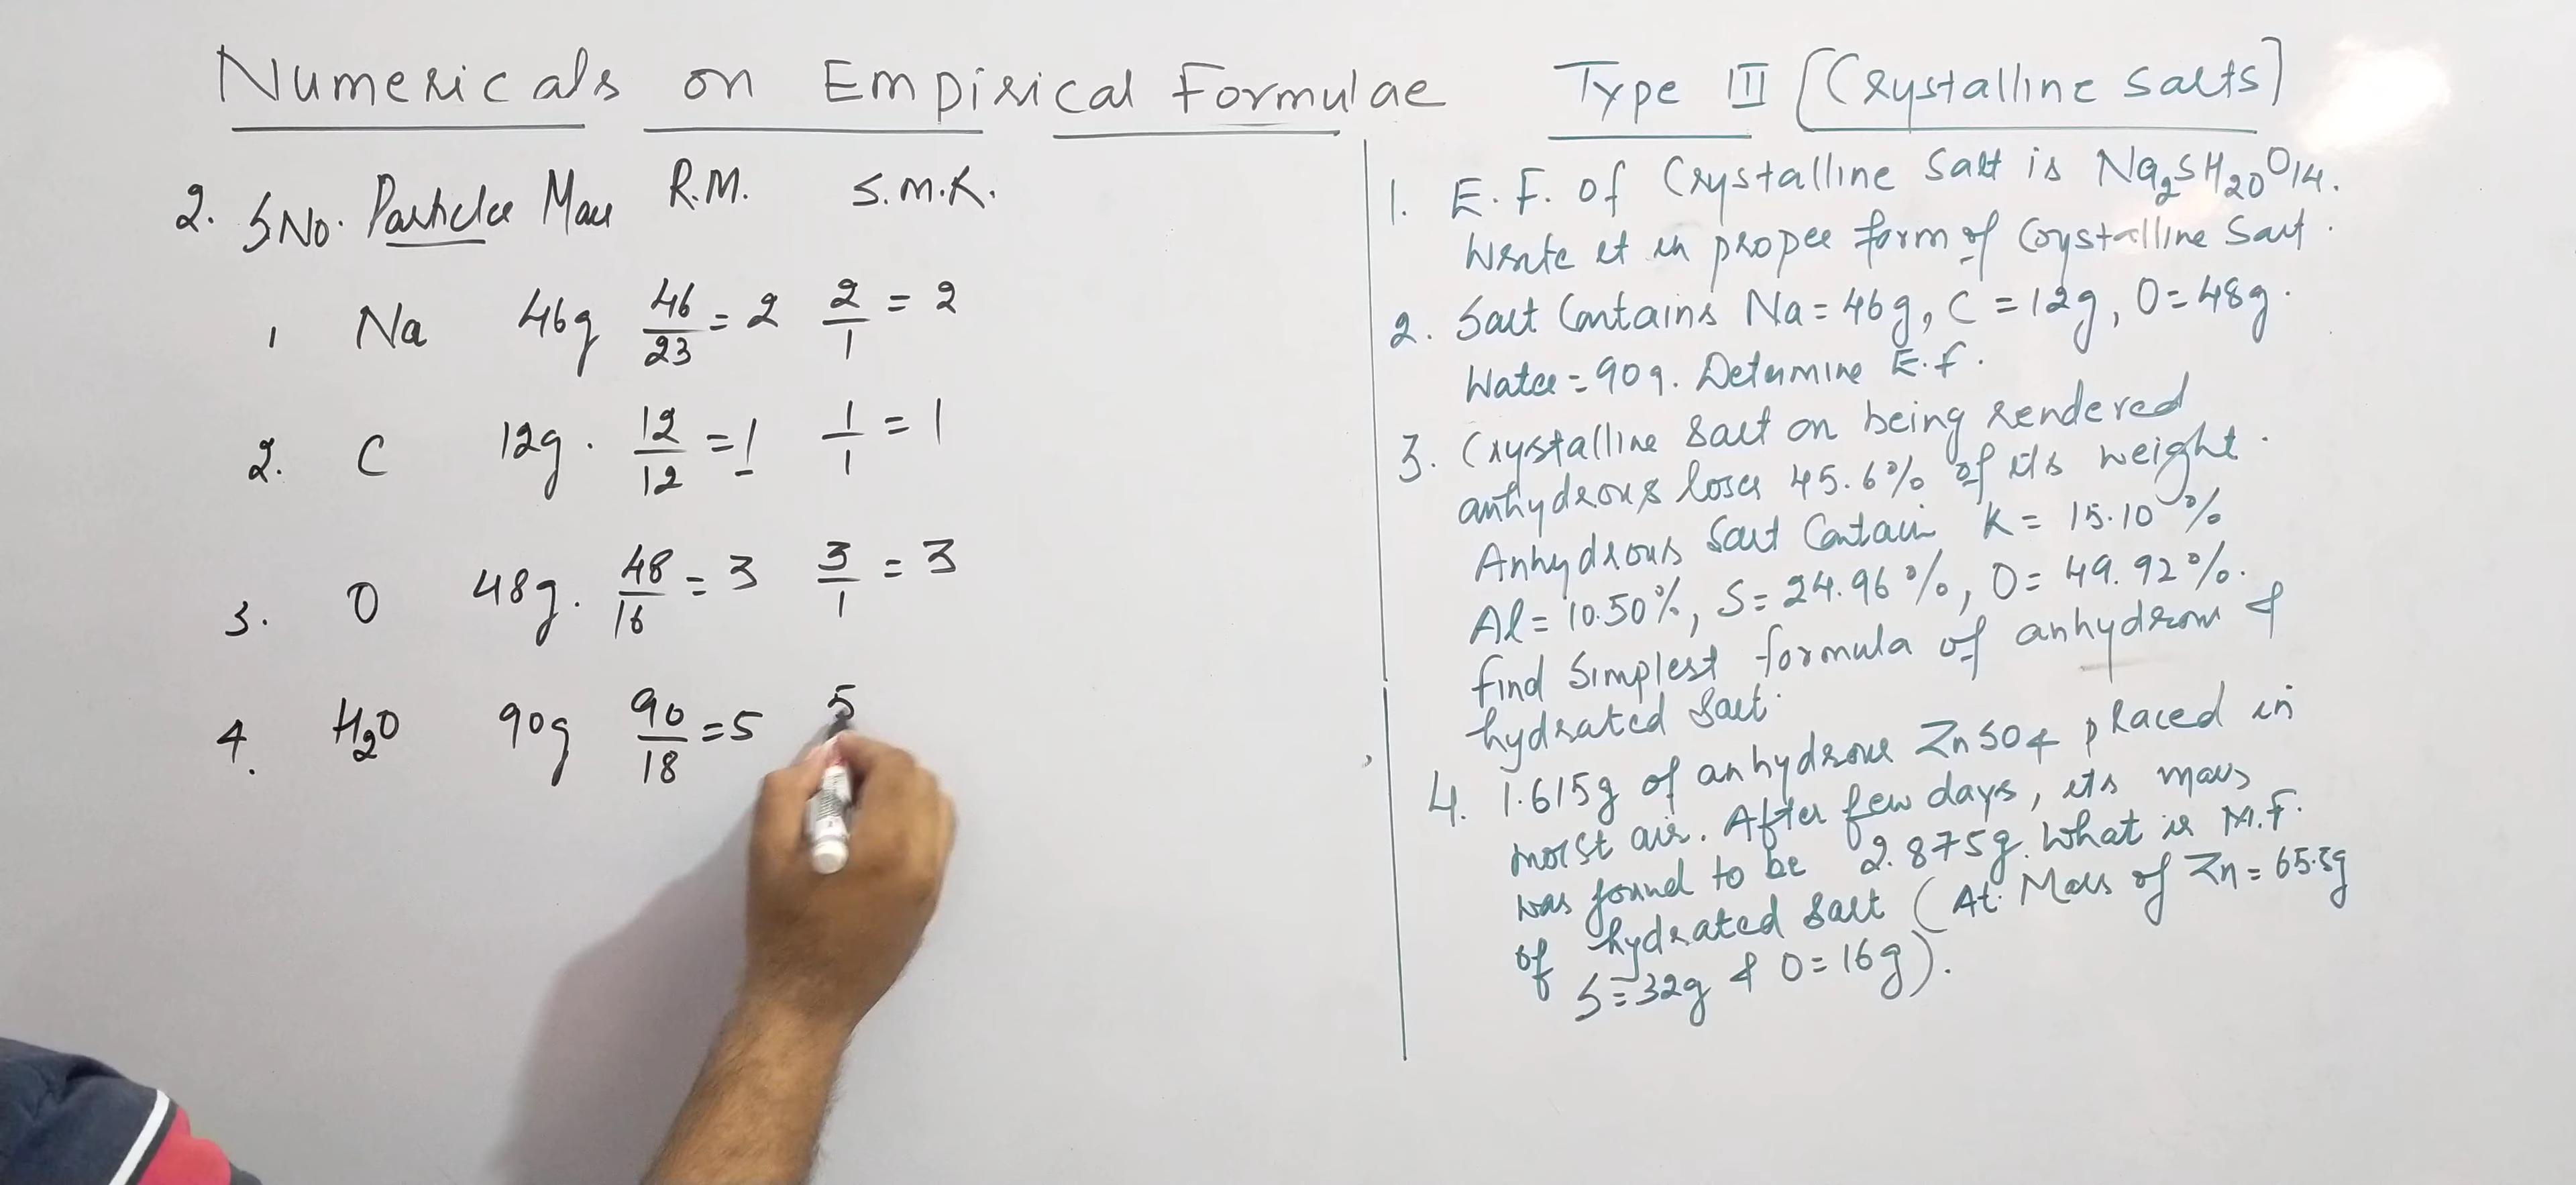 Numericals on Empirical Formulae Type III [Crystalline salts]
2. S.No. Particles Mass R.M. S.M.R.
1 Na 46g 46/23 = 2 2/1 = 2
2. C 12g. 12/12 = 1 1/1 = 1
3. O 48g. 48/16 = 3 3/1 = 3
4. H2O 90g 90/18 = 5 5
1. E.F. of Crystalline Salt is Na2SH20O14.
Write it in proper form of Crystalline Salt.
2. Salt Contains Na = 46g, C = 12g, O = 48g.
Water = 90g. Determine E.F.
3. Crystalline Salt on being rendered
anhydrous loses 45.6% of its weight.
Anhydrous Salt Contain K = 15.10%
Al = 10.50%, S = 24.96%, O = 49.92%.
find Simplest formula of anhydrous &
hydrated Salt.
4. 1.615g of anhydrous ZnSO4 placed in
moist air. After few days, its mass
was found to be 2.875g. What is M.F.
of hydrated Salt (At. Mass of Zn = 65.5g
S = 32g & O = 16g).